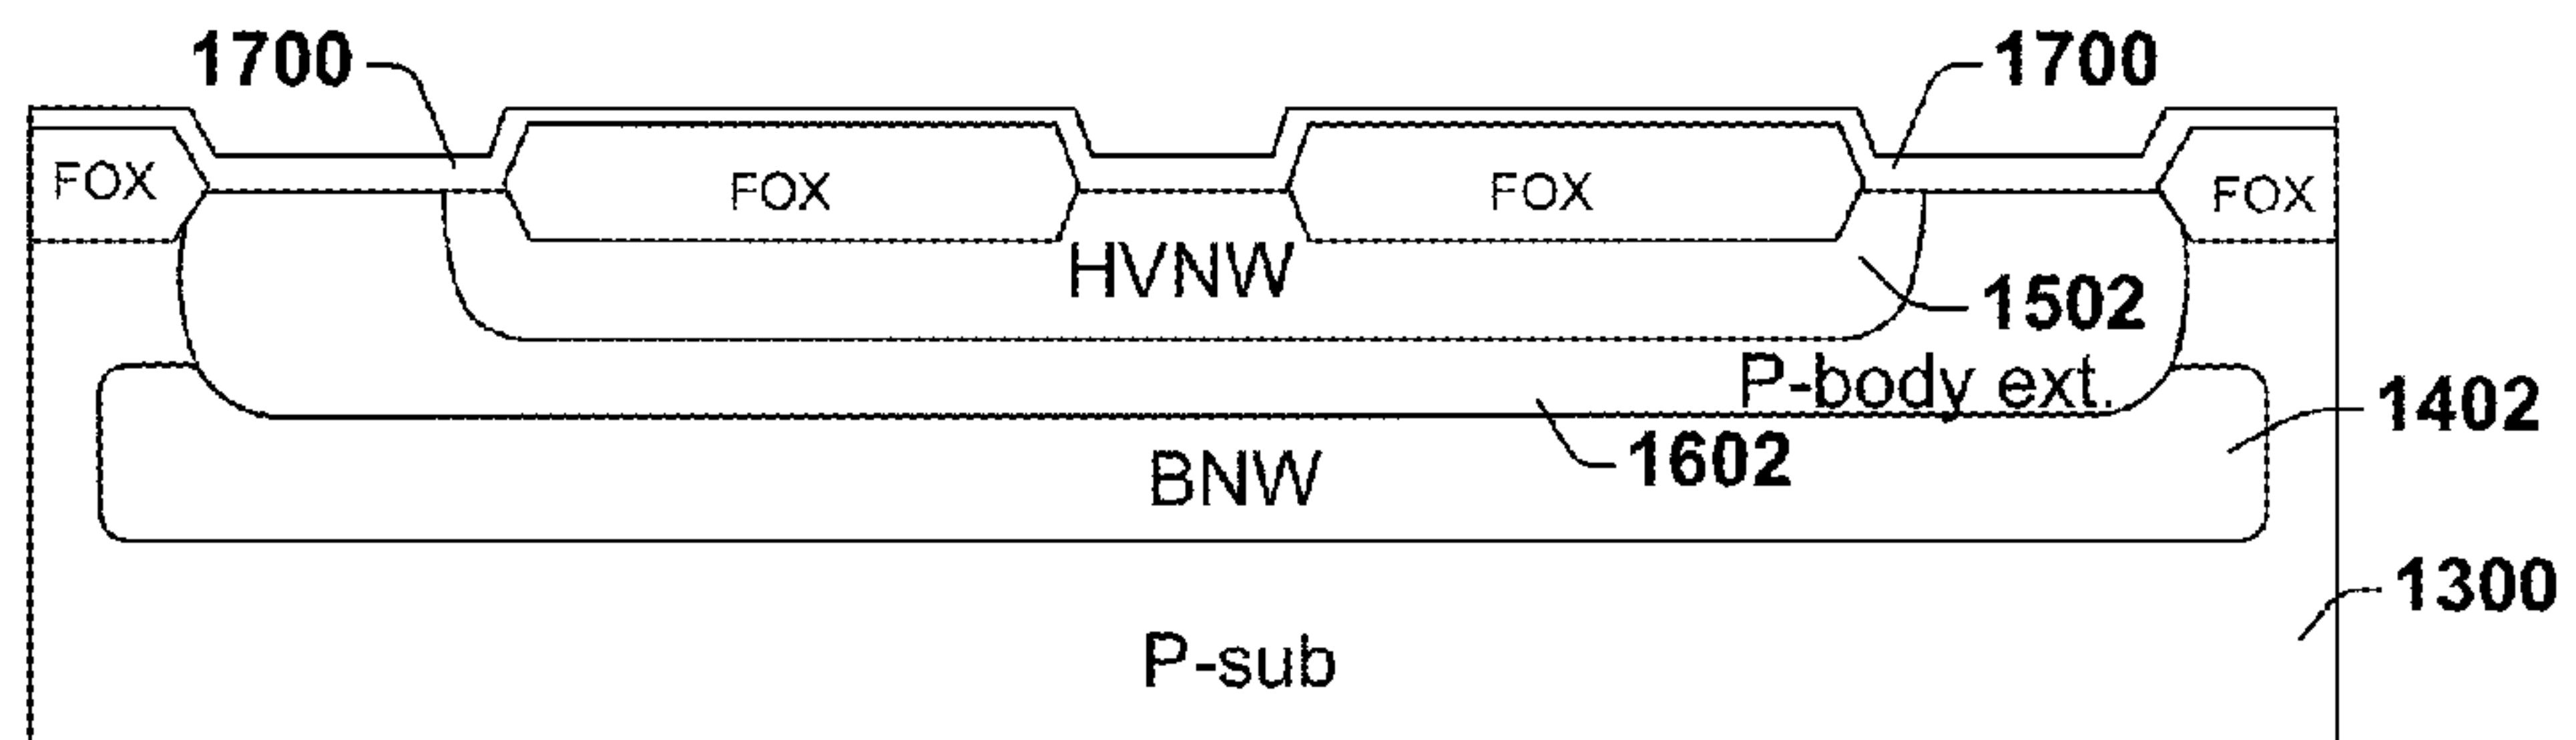 1700 1700
FOX FOX FOX FOX
HVNW
1502
P-body ext.
1402
1602
BNW
1300
P-sub